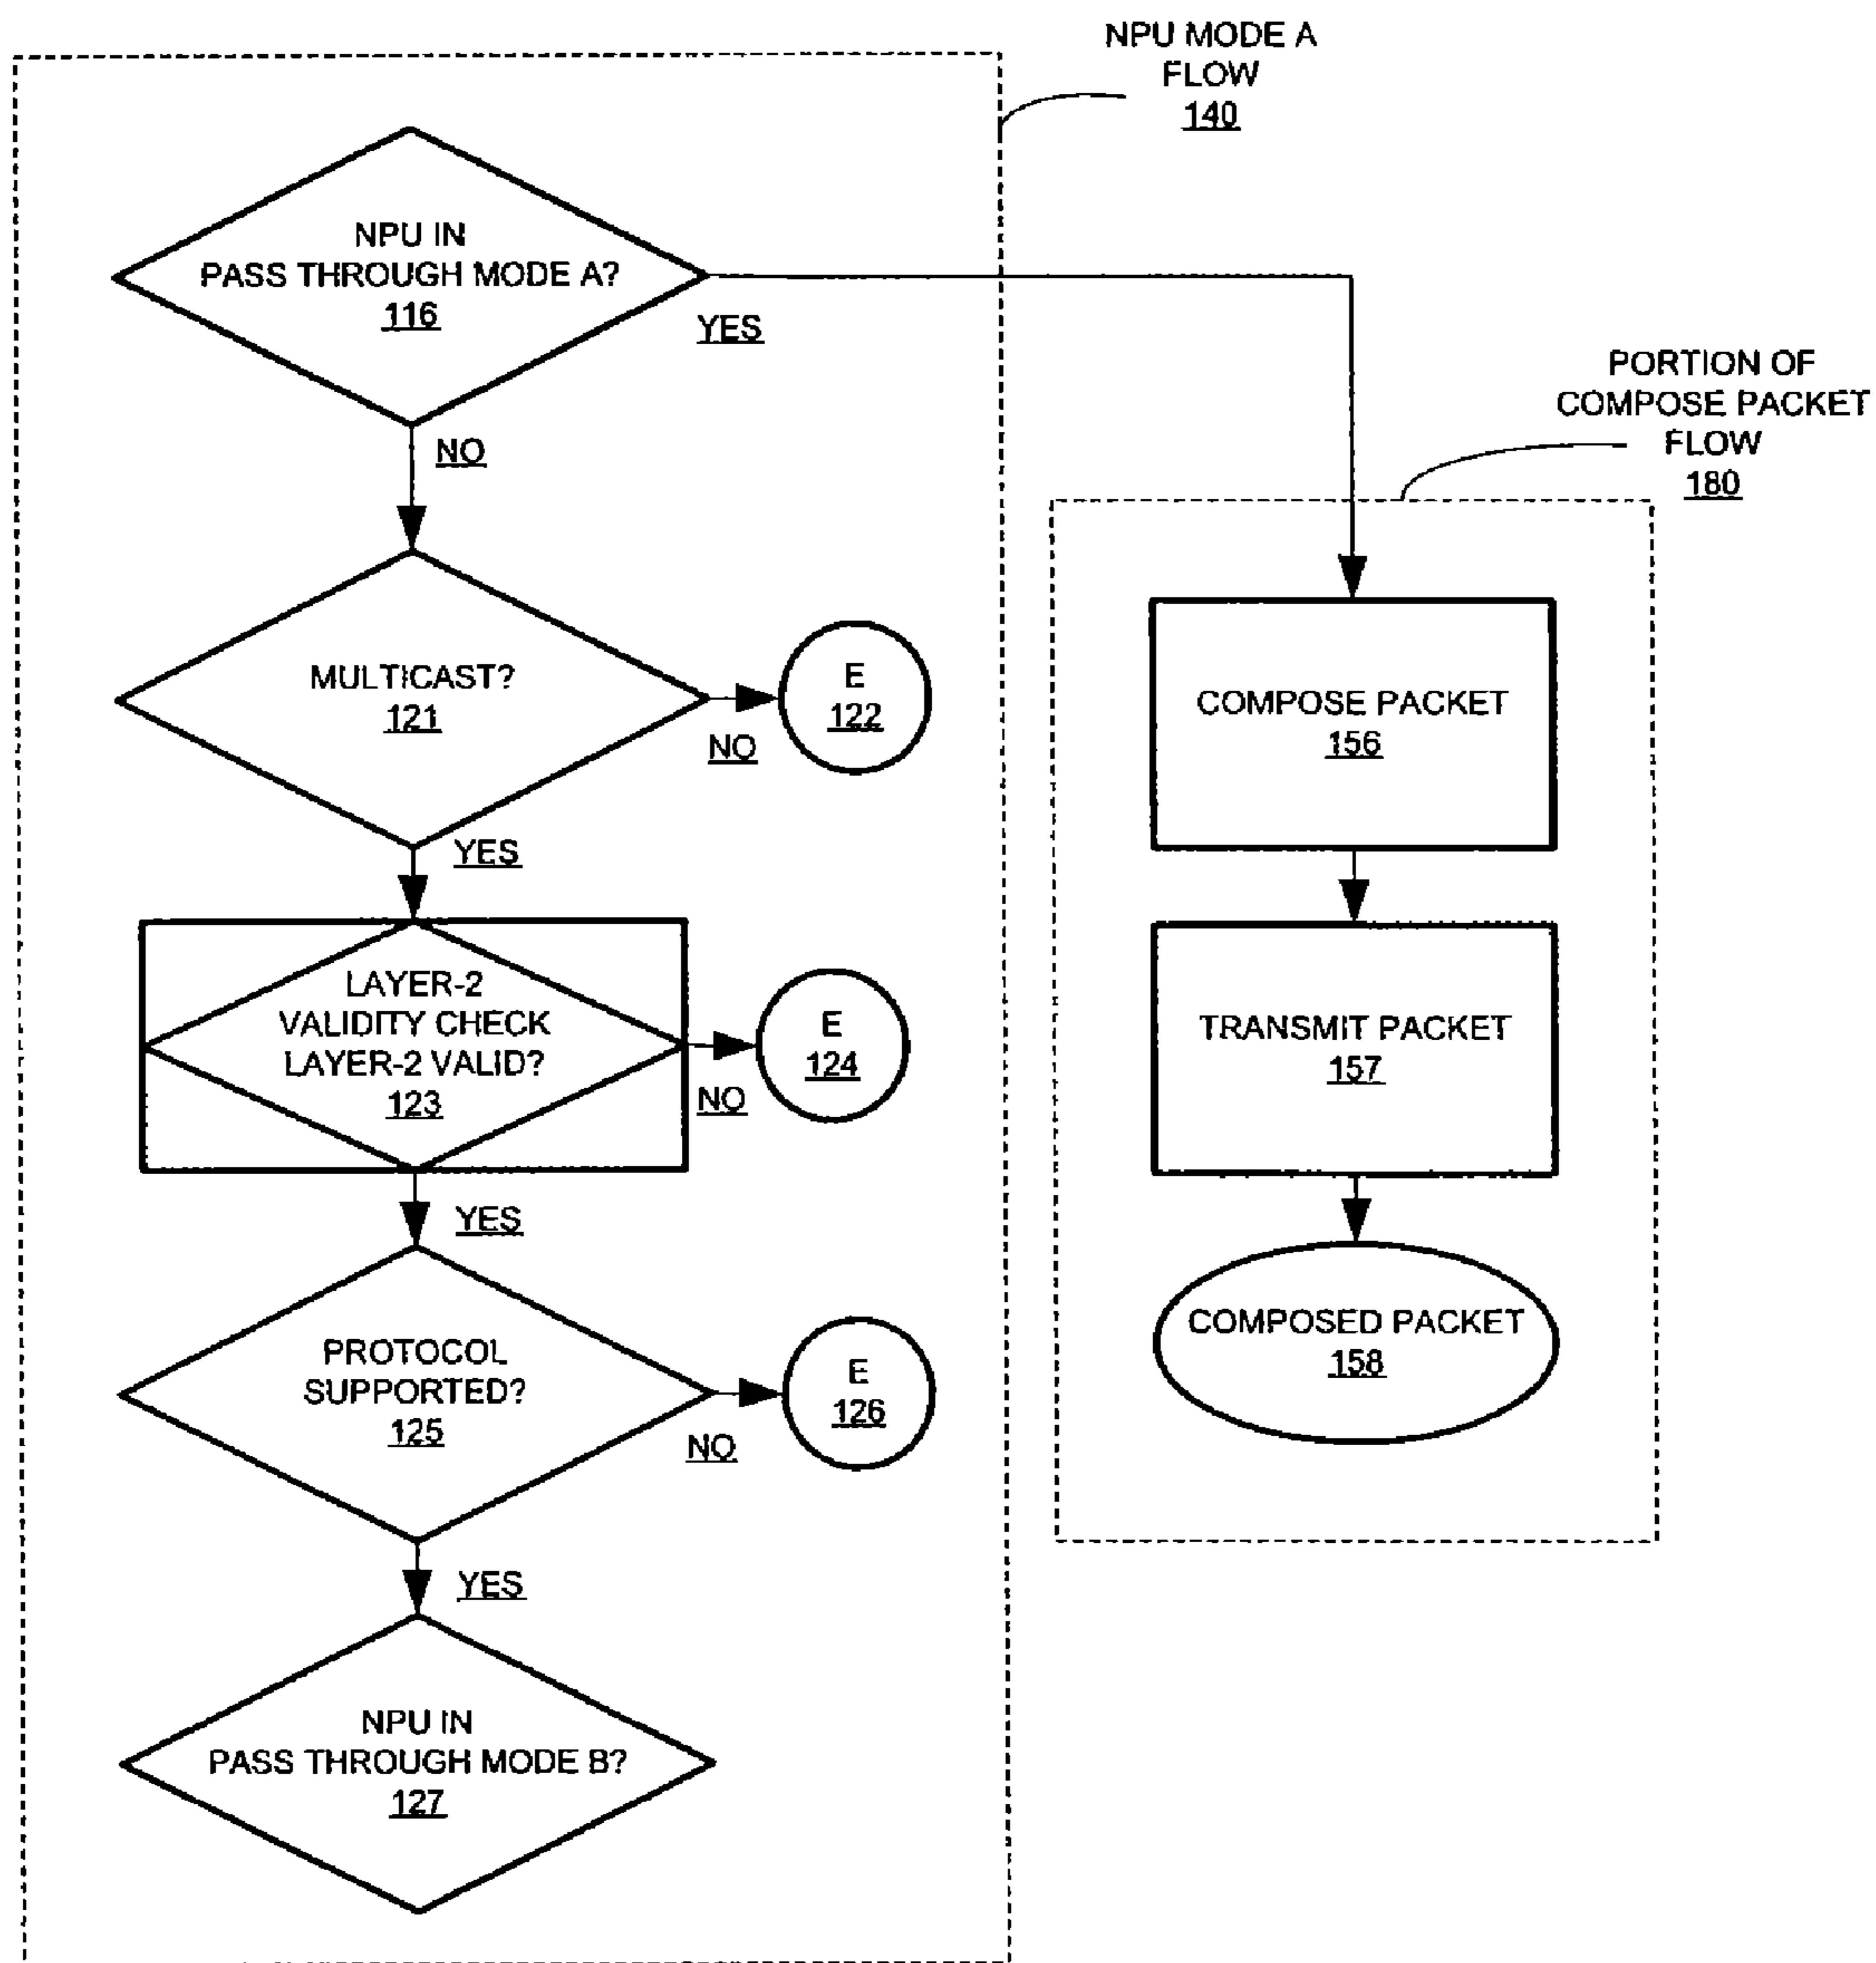 NPU MODE A
FLOW
140
NPU IN
PASS THROUGH MODE A?
116
YES
NO
PORTION OF
COMPOSE PACKET
FLOW
180
MULTICAST?
121
NO
E
122
YES
COMPOSE PACKET
156
LAYER-2
VALIDITY CHECK
LAYER-2 VALID?
123
NO
E
124
YES
TRANSMIT PACKET
157
PROTOCOL
SUPPORTED?
125
NO
E
126
YES
COMPOSED PACKET
158
NPU IN
PASS THROUGH MODE B?
127